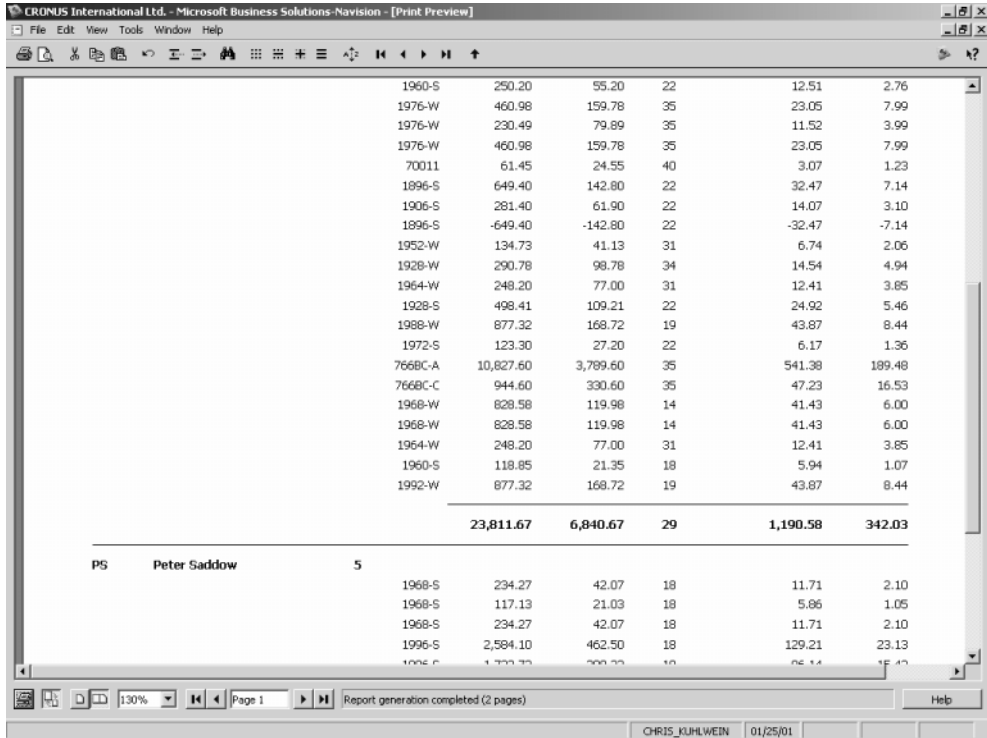 CRONUS International Ltd. - Microsoft Business Solutions-Navision - [Print Preview]
File Edit View Tools Window Help
1960-S 250.20 55.20 22 12.51 2.76
1976-W 460.98 159.78 35 23.05 7.99
1976-W 230.49 79.89 35 11.52 3.99
1976-W 460.98 159.78 35 23.05 7.99
70011 61.45 24.55 40 3.07 1.23
1896-S 649.40 142.80 22 32.47 7.14
1906-S 281.40 61.90 22 14.07 3.10
1896-S -649.40 -142.80 22 -32.47 -7.14
1952-W 134.73 41.13 31 6.74 2.06
1928-W 290.78 98.78 34 14.54 4.94
1964-W 248.20 77.00 31 12.41 3.85
1928-S 498.41 109.21 22 24.92 5.46
1988-W 877.32 168.72 19 43.87 8.44
1972-S 123.30 27.20 22 6.17 1.36
766BC-A 10,827.60 3,789.60 35 541.38 189.48
766BC-C 944.60 330.60 35 47.23 16.53
1968-W 828.58 119.98 14 41.43 6.00
1968-W 828.58 119.98 14 41.43 6.00
1964-W 248.20 77.00 31 12.41 3.85
1960-S 118.85 21.35 18 5.94 1.07
1992-W 877.32 168.72 19 43.87 8.44
23,811.67 6,840.67 29 1,190.58 342.03
PS Peter Saddow 5
1968-S 234.27 42.07 18 11.71 2.10
1968-S 117.13 21.03 18 5.86 1.05
1968-S 234.27 42.07 18 11.71 2.10
1996-S 2,584.10 462.50 18 129.21 23.13
130% Page 1 Report generation completed (2 pages) Help
CHRIS_KUHLWEIN 01/25/01